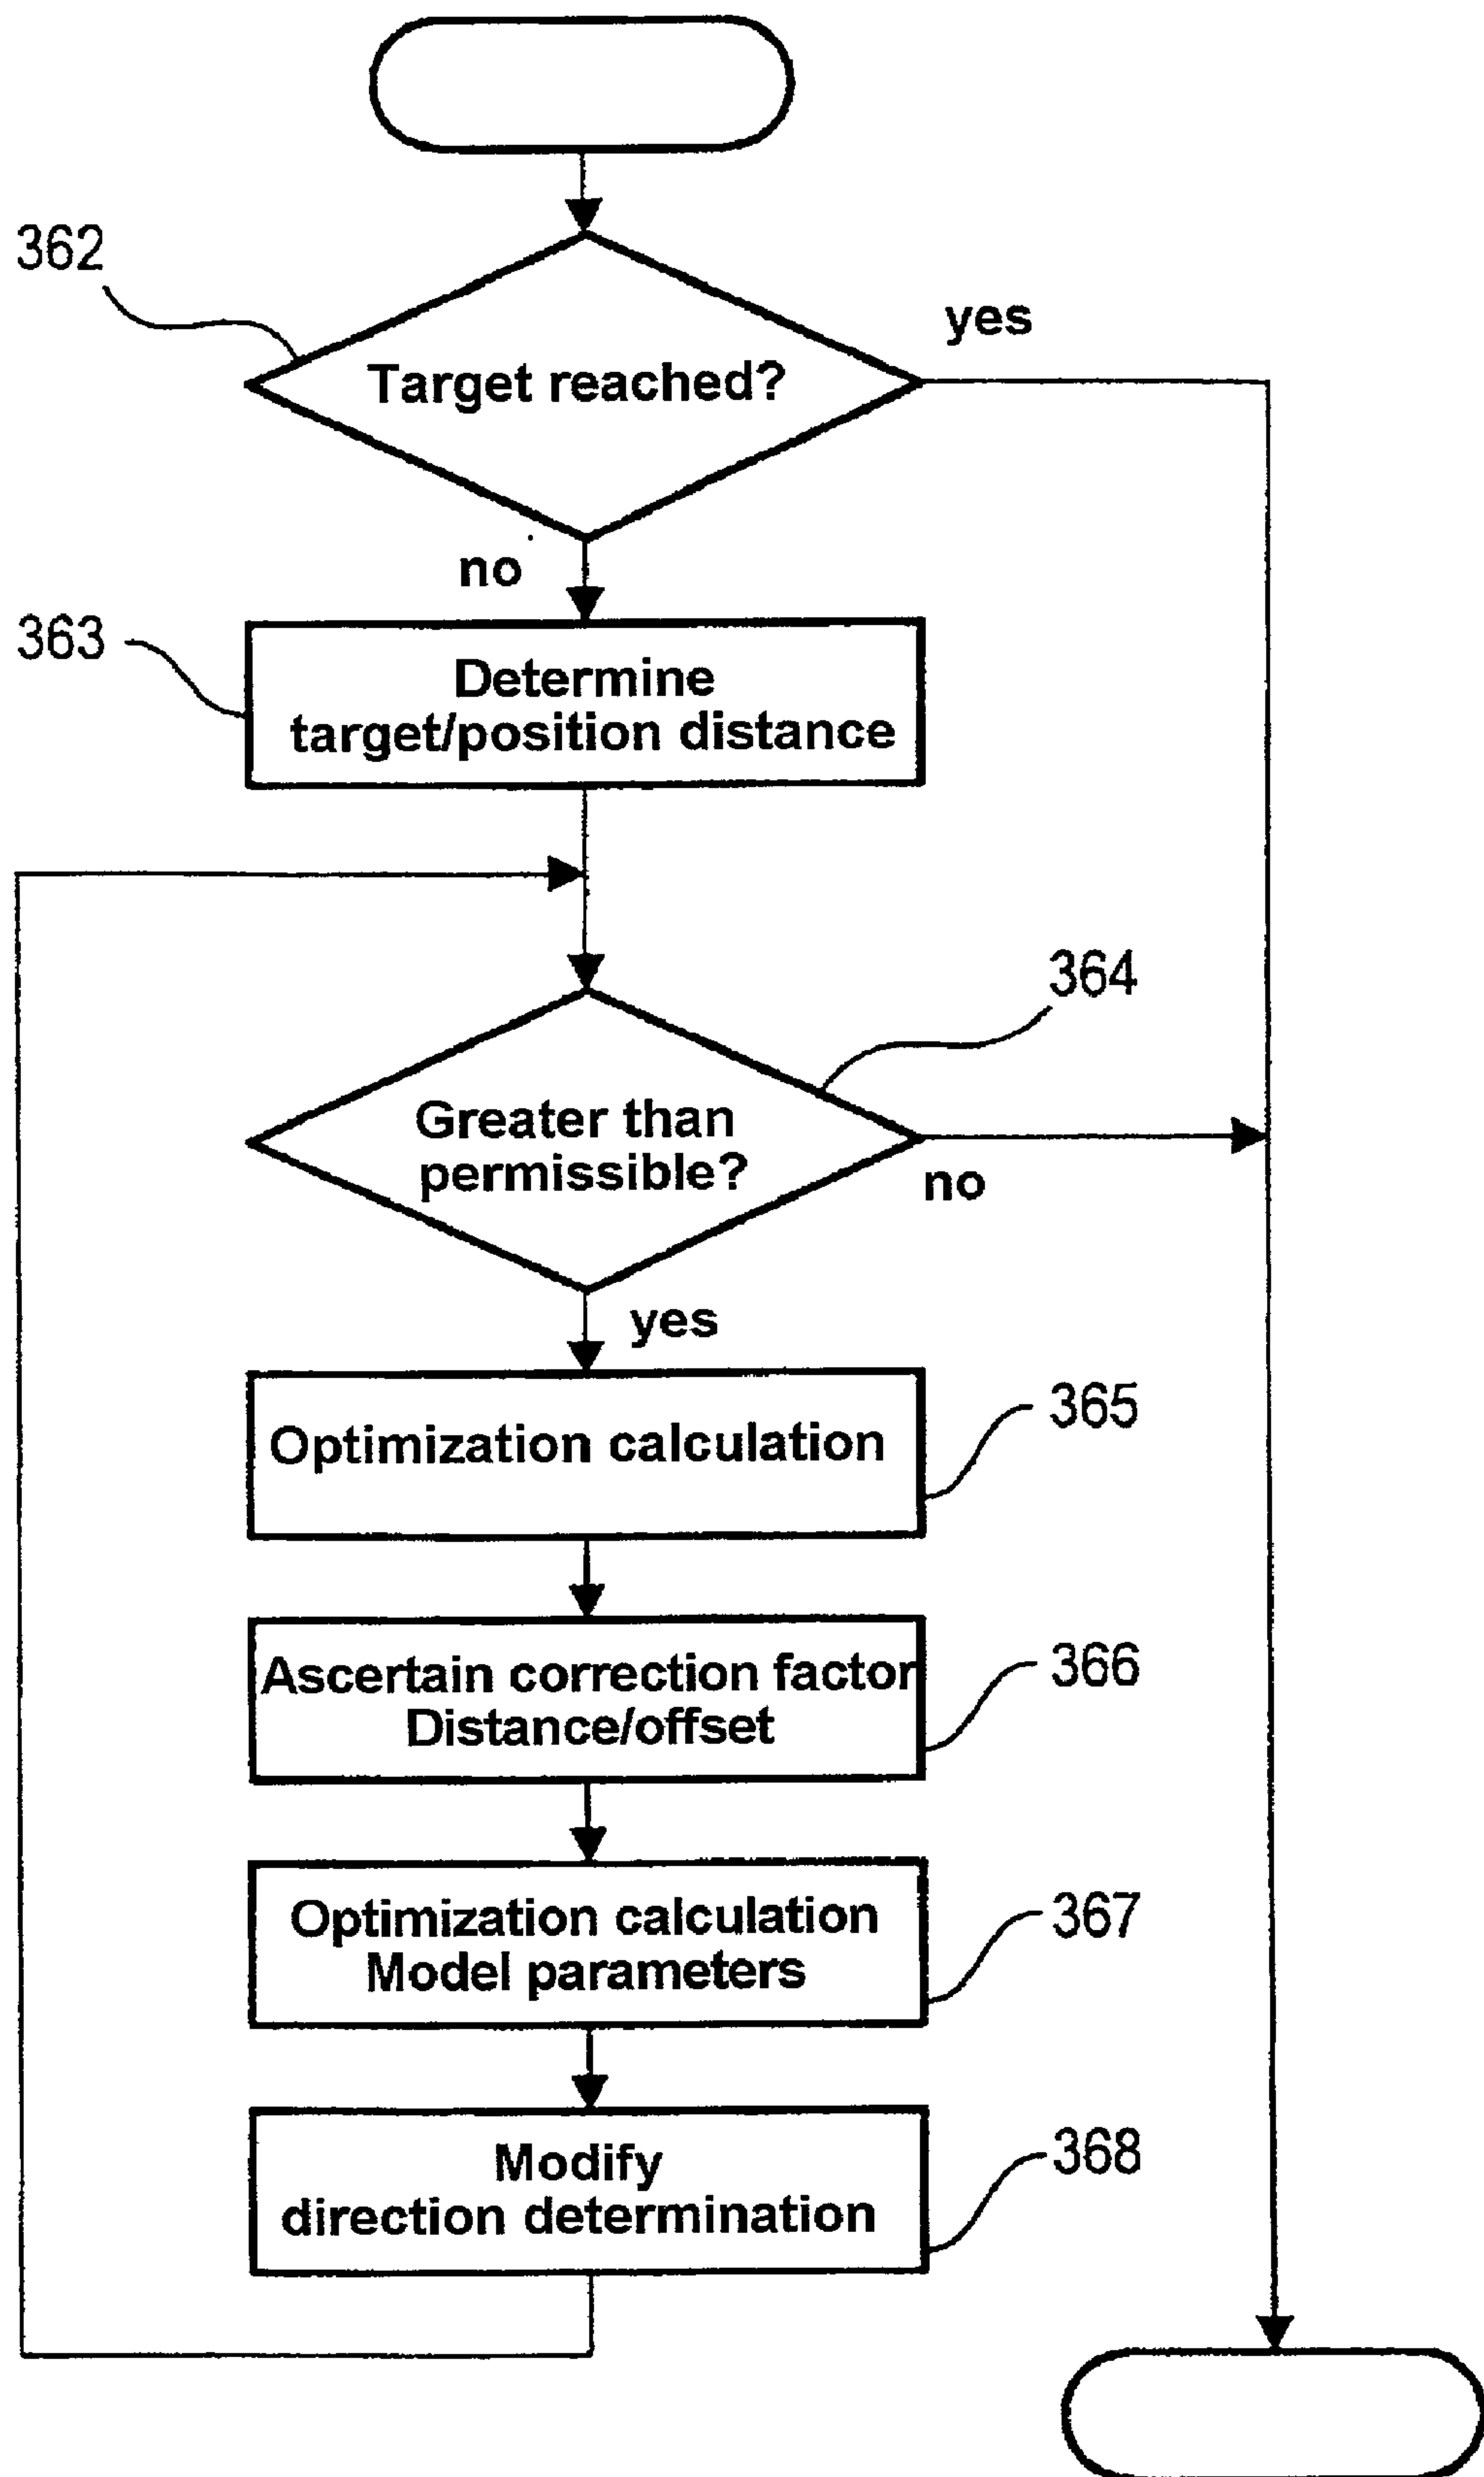 362
yes
Target reached?
no
363
Determine
target/position distance
364
Greater than
permissible?
no
yes
365
Optimization calculation
366
Ascertain correction factor
Distance/offset
367
Optimization calculation
Model parameters
368
Modify
direction determination